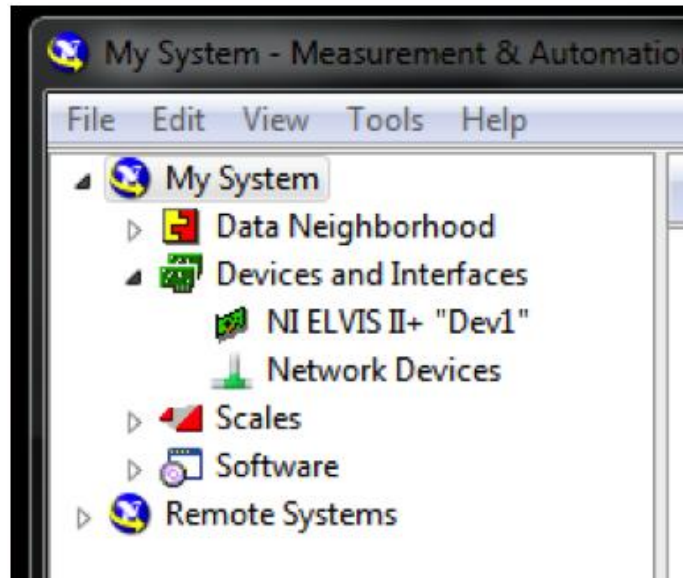 My System - Measurement & Automatio
File Edit View Tools Help
My System
Data Neighborhood
Devices and Interfaces
NI ELVIS II+ "Dev1"
Network Devices
Scales
Software
Remote Systems